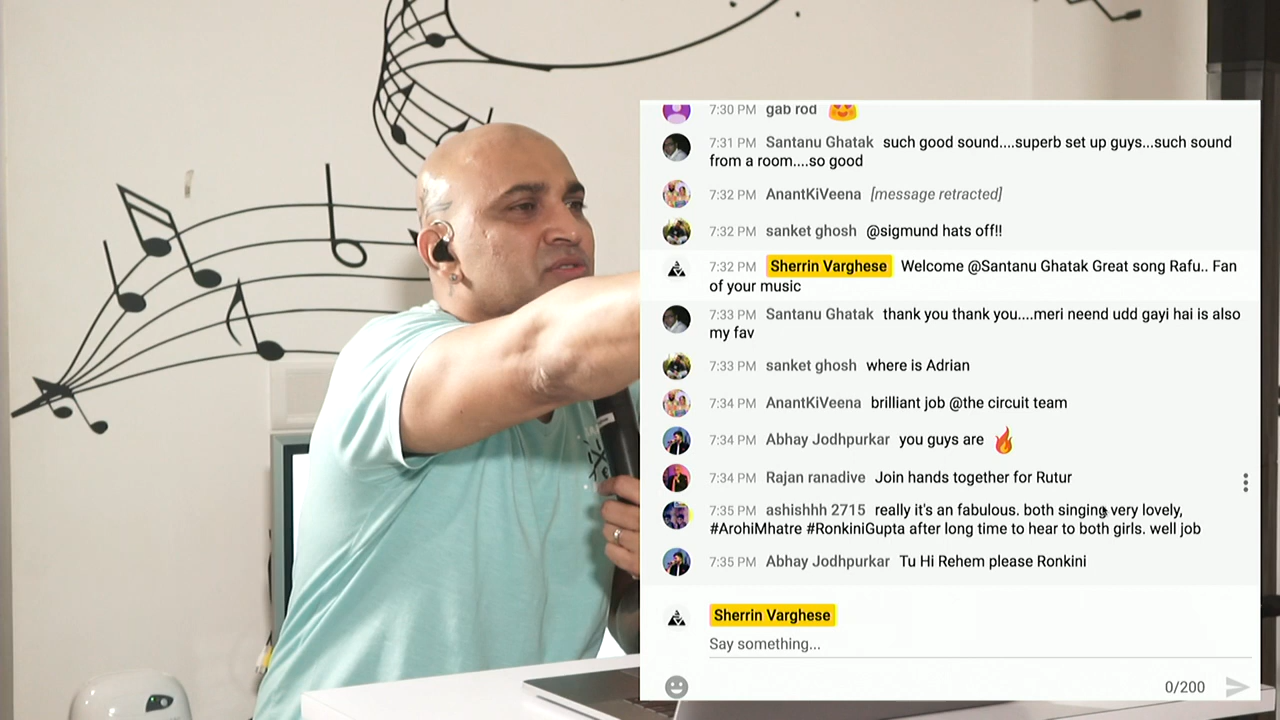 7:30 PM gab rod 😍
7:31 PM Santanu Ghatak such good sound....superb set up guys...such sound
from a room....so good
7:32 PM AnantKiVeena [message retracted]
7:32 PM sanket ghosh @sigmund hats off!!
7:32 PM Sherrin Varghese Welcome @Santanu Ghatak Great song Rafu.. Fan
of your music
7:33 PM Santanu Ghatak thank you thank you....meri neend udd gayi hai is also
my fav
7:33 PM sanket ghosh where is Adrian
7:34 PM AnantKiVeena brilliant job @the circuit team
7:34 PM Abhay Jodhpurkar you guys are 🔥
7:34 PM Rajan ranadive Join hands together for Rutur
7:35 PM ashishhh 2715 really it's an fabulous. both singing very lovely,
#ArohiMhatre #RonkiniGupta after long time to hear to both girls. well job
7:35 PM Abhay Jodhpurkar Tu Hi Rehem please Ronkini
Sherrin Varghese
Say something...
0/200